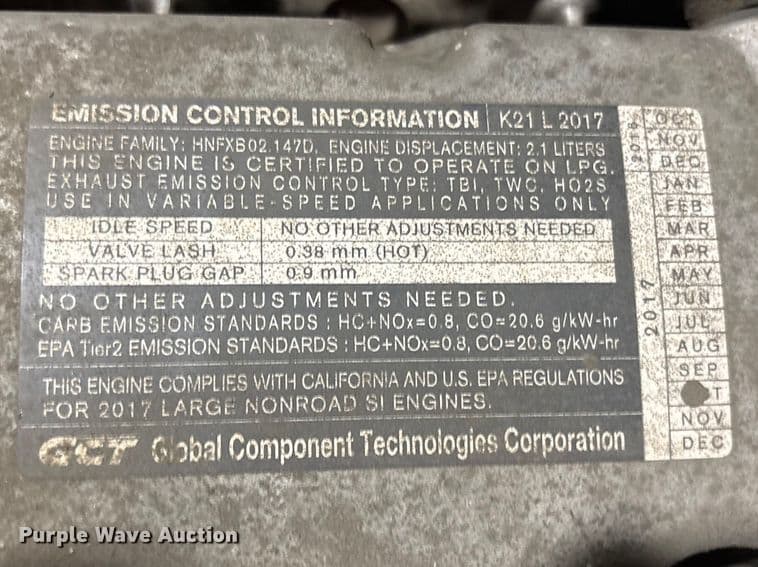 EMISSION CONTROL INFORMATION K21 L 2017
ENGINE FAMILY: HNFXB02.147D, ENGINE DISPLACEMENT: 2.1 LITERS
THIS ENGINE IS CERTIFIED TO OPERATE ON LPG.
EXHAUST EMISSION CONTROL TYPE: TBI, TWC, HO2S
USE IN VARIABLE-SPEED APPLICATIONS ONLY
IDLE SPEED NO OTHER ADJUSTMENTS NEEDED
VALVE LASH 0.38 mm (HOT)
SPARK PLUG GAP 0.9 mm
NO OTHER ADJUSTMENTS NEEDED.
CARB EMISSION STANDARDS : HC+NOx=0.8, CO=20.6 g/kW-hr
EPA Tier2 EMISSION STANDARDS : HC+NOx=0.8, CO=20.6 g/kW-hr
THIS ENGINE COMPLIES WITH CALIFORNIA AND U.S. EPA REGULATIONS
FOR 2017 LARGE NONROAD SI ENGINES.
GCT Global Component Technologies Corporation
2016
OCT
NOV
DEC
2017
JAN
FEB
MAR
APR
MAY
JUN
JUL
AUG
SEP
T
NOV
DEC
Purple Wave Auction